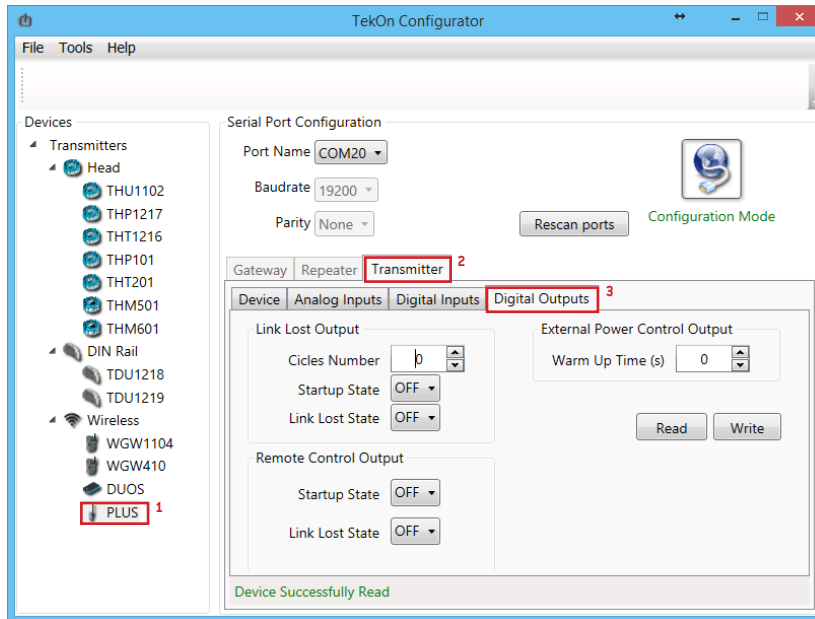 TekOn Configurator
File Tools Help
Devices
Transmitters
Head
THU1102
THP1217
THT1216
THP101
THT201
THM501
THM601
DIN Rail
TDU1218
TDU1219
Wireless
WGW1104
WGW410
DUOS
PLUS 1
Serial Port Configuration
Port Name COM20
Baudrate 19200
Parity None
Rescan ports
Configuration Mode
Gateway Repeater Transmitter 2
Device Analog Inputs Digital Inputs Digital Outputs 3
Link Lost Output
Cicles Number 0
Startup State OFF
Link Lost State OFF
Remote Control Output
Startup State OFF
Link Lost State OFF
External Power Control Output
Warm Up Time (s) 0
Read Write
Device Successfully Read